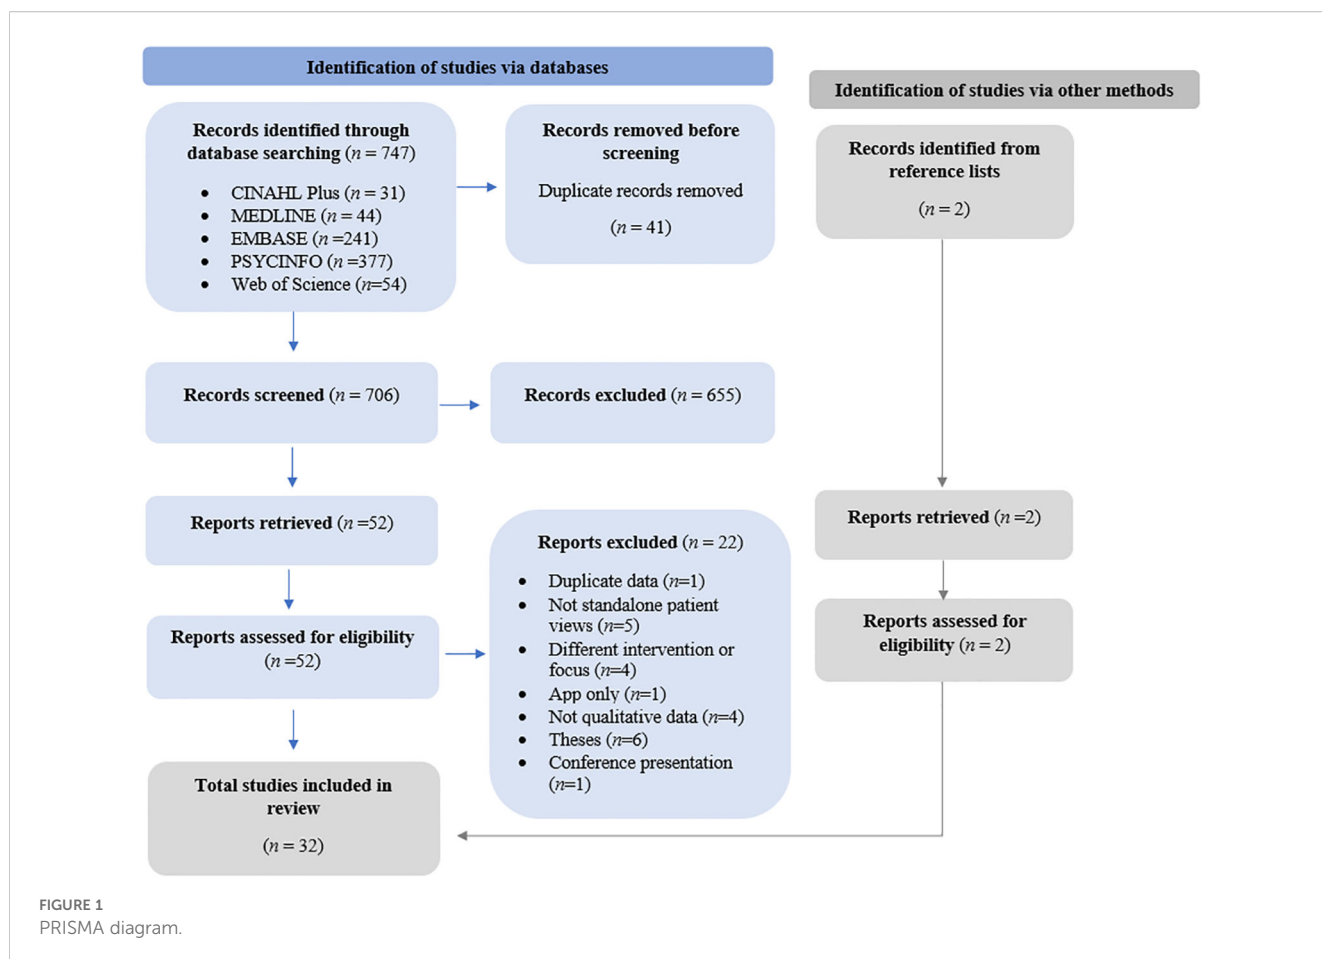 Identification of studies via databases
Records identified through
database searching (n = 747)
• CINAHL Plus (n = 31)
• MEDLINE (n = 44)
• EMBASE (n =241)
• PSYCINFO (n =377)
• Web of Science (n=54)
Records removed before
screening
Duplicate records removed
(n = 41)
Records screened (n = 706)
Records excluded (n = 655)
Reports retrieved (n =52)
Reports assessed for eligibility
(n =52)
Reports excluded (n = 22)
• Duplicate data (n=1)
• Not standalone patient
views (n=5)
• Different intervention or
focus (n=4)
• App only (n=1)
• Not qualitative data (n=4)
• Theses (n=6)
• Conference presentation
(n=1)
Total studies included in
review
(n = 32)
Identification of studies via other methods
Records identified from
reference lists
(n = 2)
Reports retrieved (n =2)
Reports assessed for
eligibility (n = 2)
FIGURE 1
PRISMA diagram.